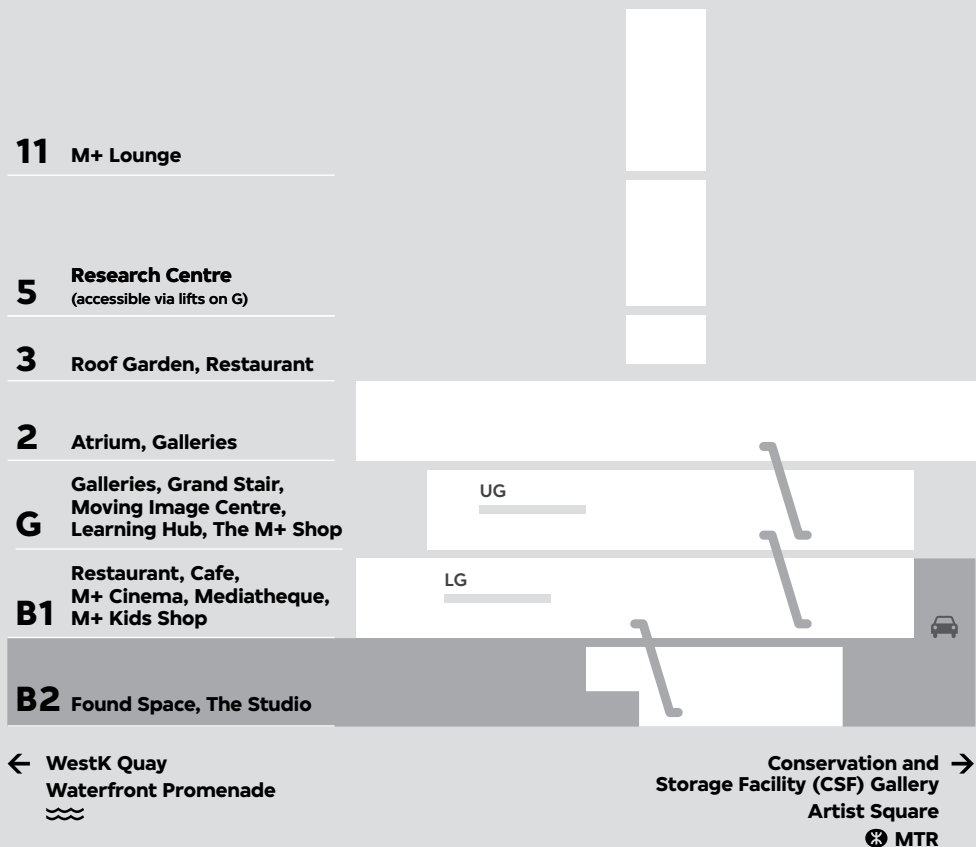 11 M+ Lounge
5 Research Centre
(accessible via lifts on G)
3 Roof Garden, Restaurant
2 Atrium, Galleries
Galleries, Grand Stair,
Moving Image Centre,
G Learning Hub, The M+ Shop
UG
Restaurant, Cafe,
M+ Cinema, Mediatheque,
B1 M+ Kids Shop
LG
B2 Found Space, The Studio
WestK Quay
Waterfront Promenade
Conservation and
Storage Facility (CSF) Gallery
Artist Square
MTR